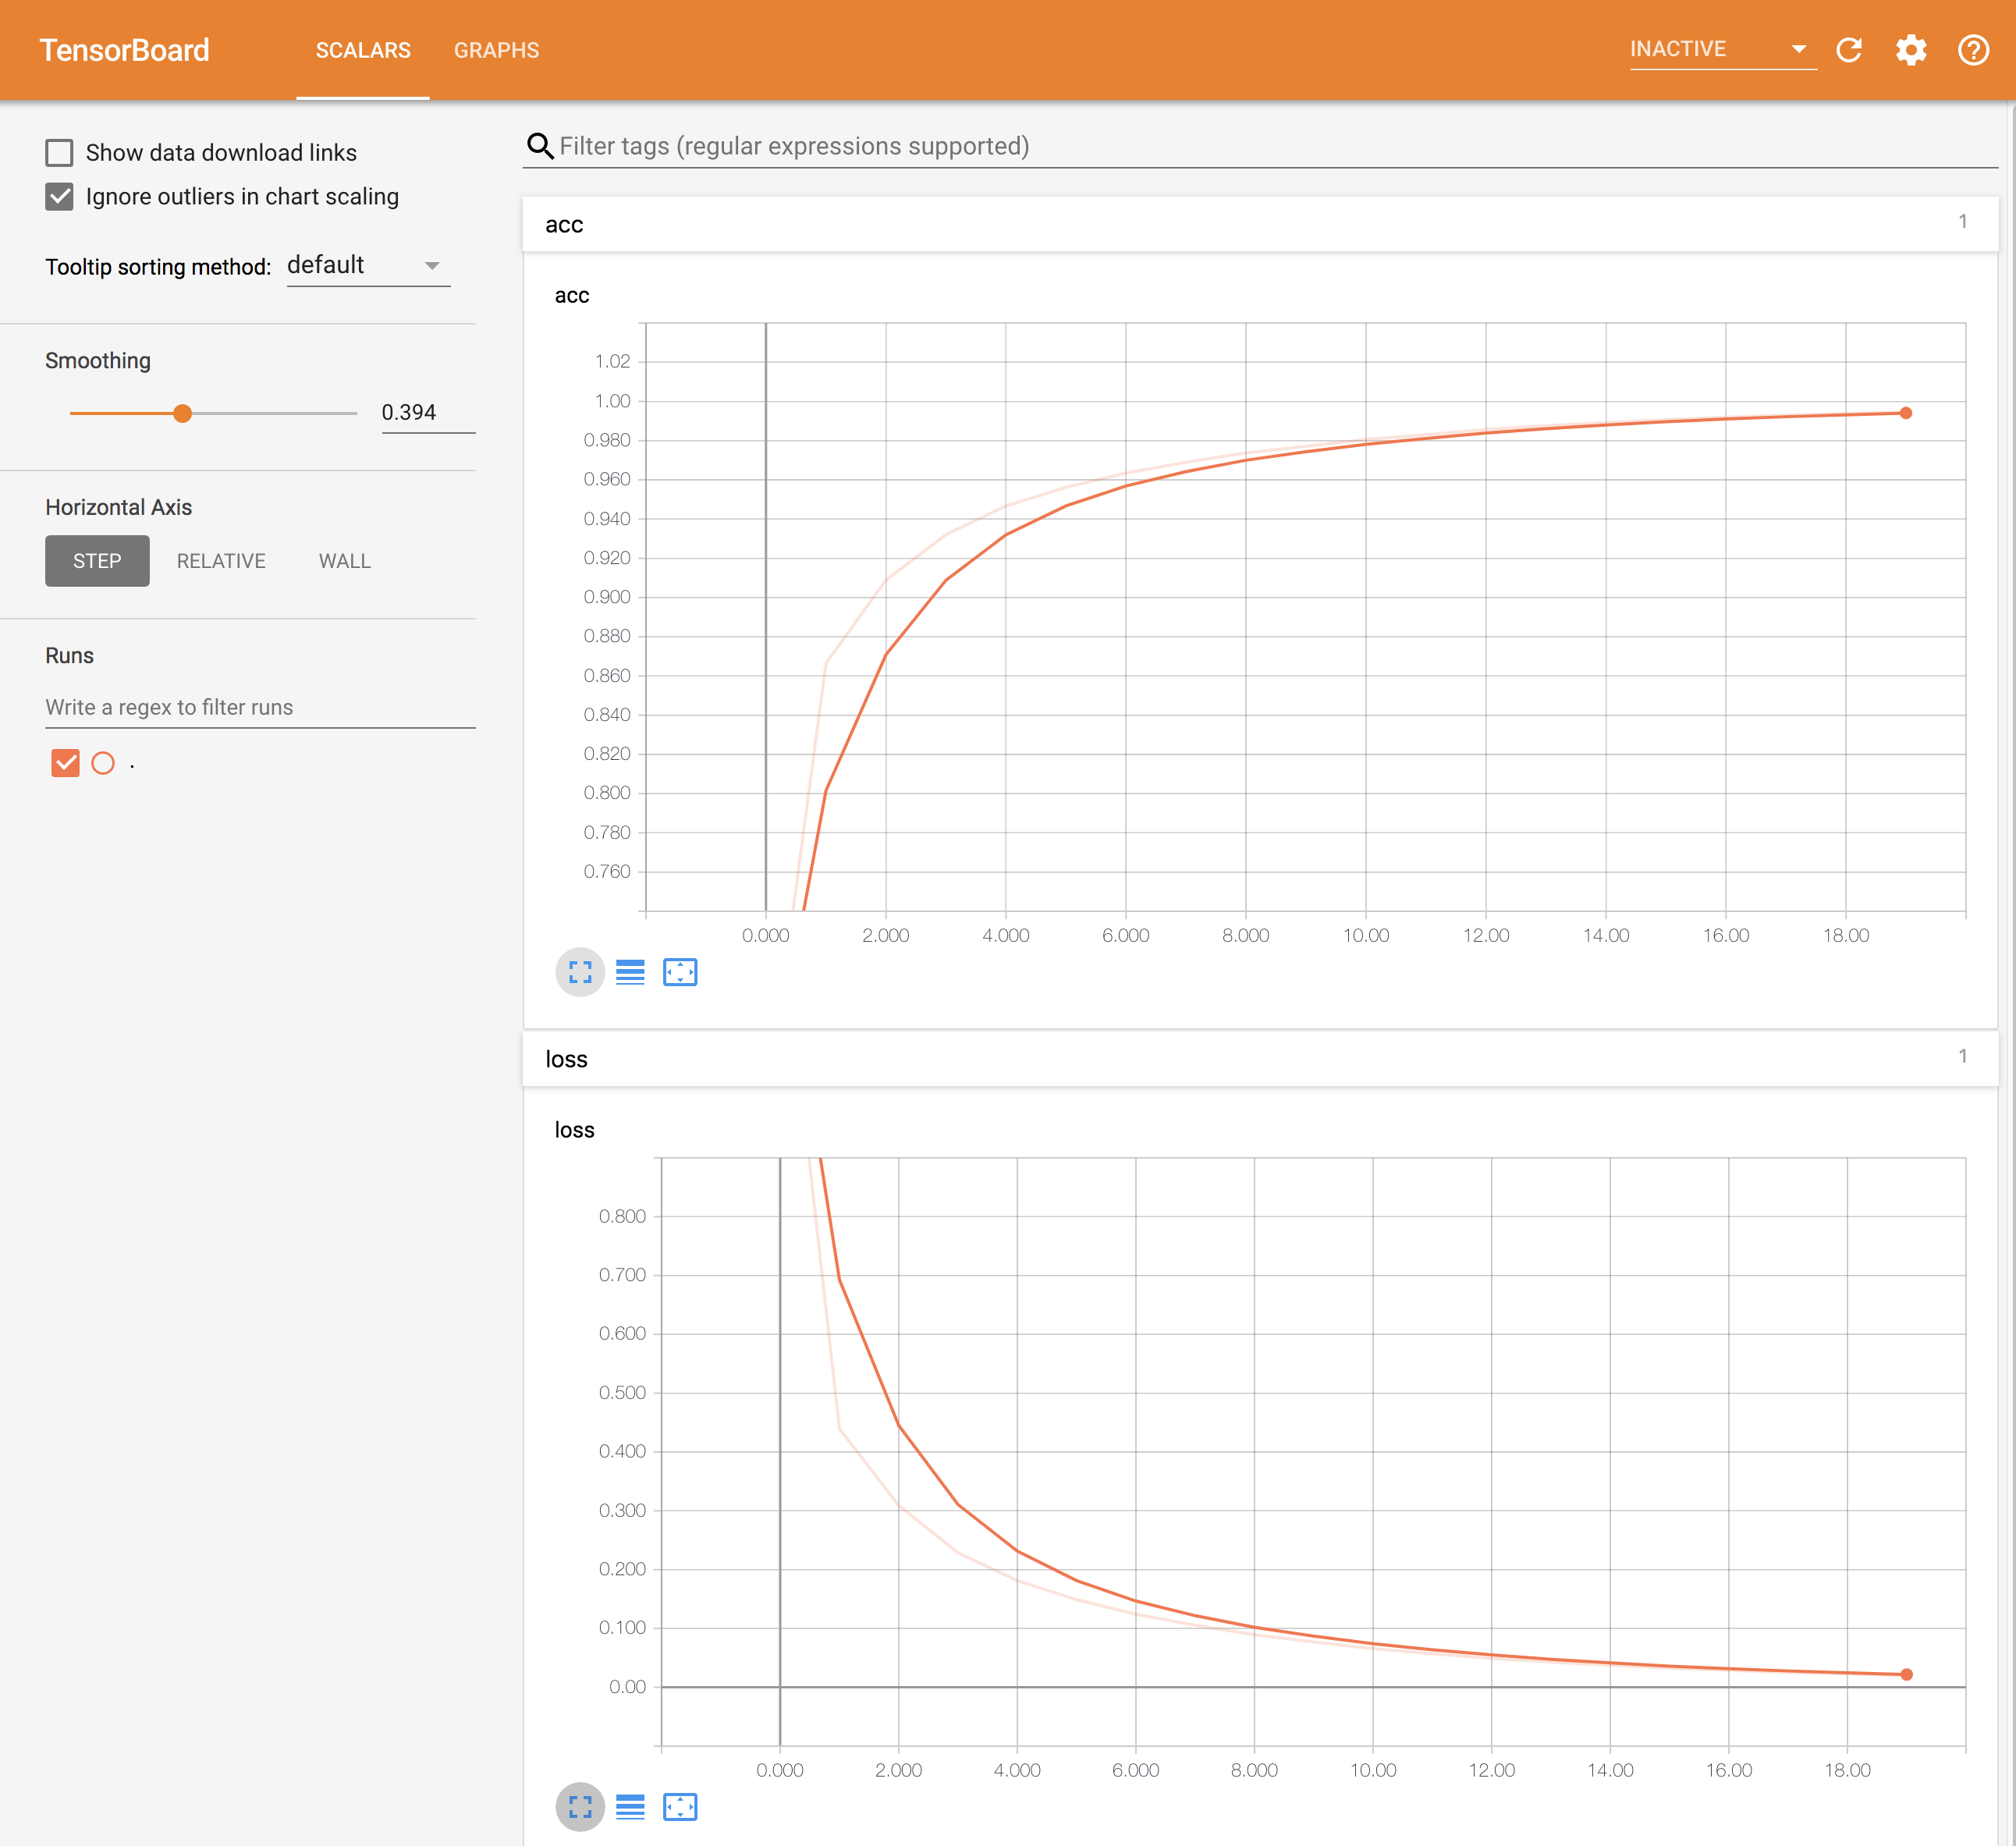 TensorBoard SCALARS GRAPHS INACTIVE
Show data download links
Ignore outliers in chart scaling
Tooltip sorting method: default
Smoothing
0.394
Horizontal Axis
STEP RELATIVE WALL
Runs
Write a regex to filter runs
.
Filter tags (regular expressions supported)
acc 1
acc
1.02
1.00
0.980
0.960
0.940
0.920
0.900
0.880
0.860
0.840
0.820
0.800
0.780
0.760
0.000 2.000 4.000 6.000 8.000 10.00 12.00 14.00 16.00 18.00
loss 1
loss
0.800
0.700
0.600
0.500
0.400
0.300
0.200
0.100
0.00
0.000 2.000 4.000 6.000 8.000 10.00 12.00 14.00 16.00 18.00